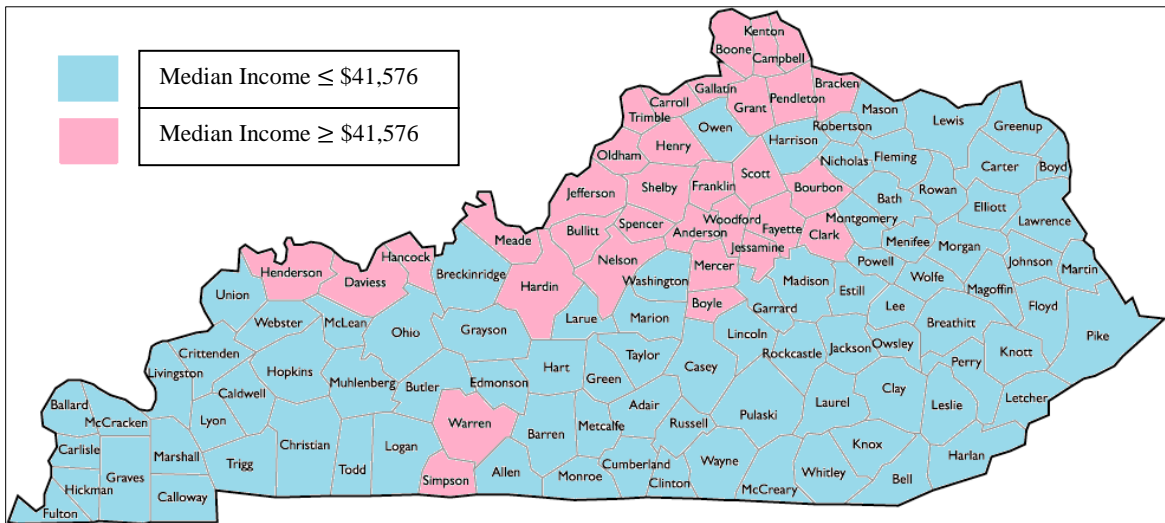 Median Income ≤ $41,576
Median Income ≥ $41,576
Kenton
Boone
Campbell
Gallatin
Bracken
Carroll
Grant
Pendleton
Trimble
Mason
Owen
Robertson
Lewis
Greenup
Henry
Harrison
Oldham
Nicholas
Fleming
Carter
Boyd
Scott
Jefferson
Shelby
Franklin
Bourbon
Rowan
Bath
Elliott
Spencer
Woodford
Montgomery
Lawrence
Bullitt
Anderson
Fayette
Clark
Meade
Jessamine
Menifee
Morgan
Hancock
Nelson
Mercer
Powell
Johnson
Henderson
Daviess
Breckinridge
Hardin
Washington
Madison
Wolfe
Martin
Union
Estill
Magoffin
Boyle
Garrard
Lee
Floyd
Webster
McLean
Ohio
Grayson
Larue
Marion
Breathitt
Lincoln
Pike
Crittenden
Rockcastle
Jackson
Owsley
Livingston
Hopkins
Hart
Taylor
Casey
Perry
Knott
Caldwell
Muhlenberg
Butler
Edmonson
Green
Clay
Ballard
Letcher
McCracken
Lyon
Adair
Laurel
Leslie
Warren
Metcalfe
Russell
Pulaski
Barren
Carlisle
Marshall
Trigg
Christian
Todd
Logan
Knox
Harlan
Graves
Simpson
Allen
Monroe
Cumberland
Wayne
Whitley
Bell
Hickman
Calloway
Clinton
McCreary
Fulton